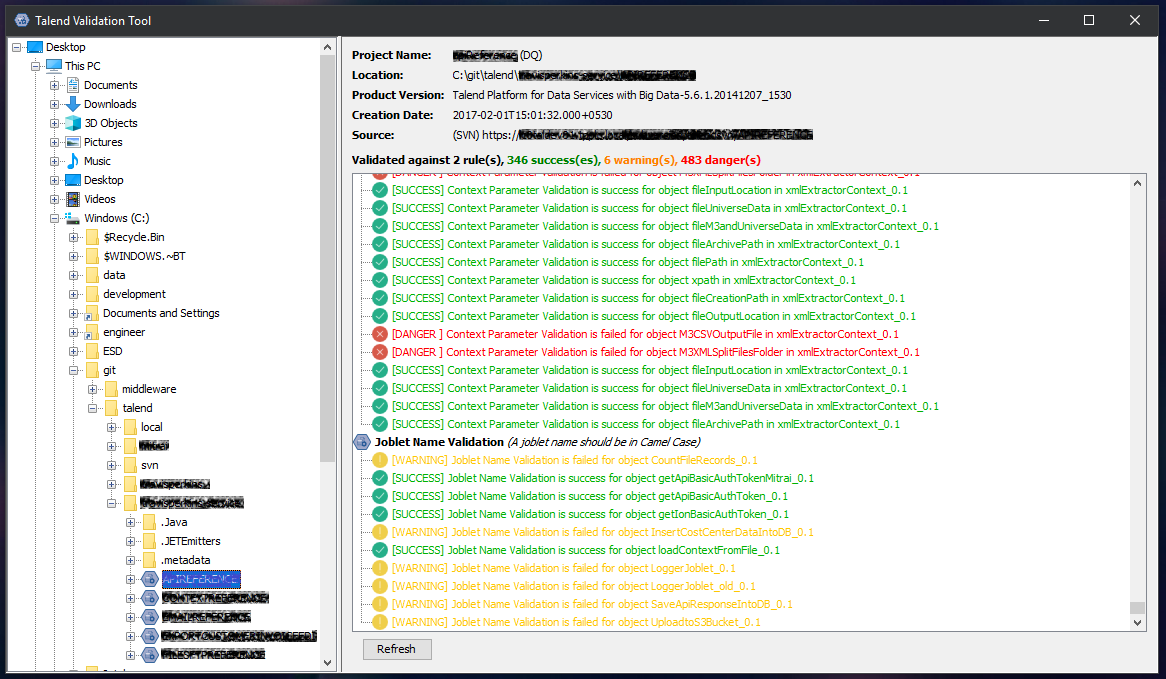 Talend Validation Tool
Desktop
This PC
Documents
Downloads
3D Objects
Pictures
Music
Desktop
Videos
Windows (C:)
$Recycle.Bin
$WINDOWS.~BT
data
development
Documents and Settings
engineer
ESD
git
middleware
talend
local
svn
.Java
.JETEmitters
.metadata
Project Name: (DQ)
Location: C:\git\talend\
Product Version: Talend Platform for Data Services with Big Data-5.6.1.20141207_1530
Creation Date: 2017-02-01T15:01:32.000+0530
Source: (SVN) https://
Validated against 2 rule(s), 346 success(es), 6 warning(s), 483 danger(s)
[DANGER ] Context Parameter Validation is failed for object M3XMLSplitFilesFolder in xmlExtractorContext_0.1
[SUCCESS] Context Parameter Validation is success for object fileInputLocation in xmlExtractorContext_0.1
[SUCCESS] Context Parameter Validation is success for object fileUniverseData in xmlExtractorContext_0.1
[SUCCESS] Context Parameter Validation is success for object fileM3andUniverseData in xmlExtractorContext_0.1
[SUCCESS] Context Parameter Validation is success for object fileArchivePath in xmlExtractorContext_0.1
[SUCCESS] Context Parameter Validation is success for object filePath in xmlExtractorContext_0.1
[SUCCESS] Context Parameter Validation is success for object xpath in xmlExtractorContext_0.1
[SUCCESS] Context Parameter Validation is success for object fileCreationPath in xmlExtractorContext_0.1
[SUCCESS] Context Parameter Validation is success for object fileOutputLocation in xmlExtractorContext_0.1
[DANGER ] Context Parameter Validation is failed for object M3CSVOutputFile in xmlExtractorContext_0.1
[DANGER ] Context Parameter Validation is failed for object M3XMLSplitFilesFolder in xmlExtractorContext_0.1
[SUCCESS] Context Parameter Validation is success for object fileInputLocation in xmlExtractorContext_0.1
[SUCCESS] Context Parameter Validation is success for object fileUniverseData in xmlExtractorContext_0.1
[SUCCESS] Context Parameter Validation is success for object fileM3andUniverseData in xmlExtractorContext_0.1
[SUCCESS] Context Parameter Validation is success for object fileArchivePath in xmlExtractorContext_0.1
Joblet Name Validation (A joblet name should be in Camel Case)
[WARNING] Joblet Name Validation is failed for object CountFileRecords_0.1
[SUCCESS] Joblet Name Validation is success for object getApiBasicAuthTokenMitrai_0.1
[SUCCESS] Joblet Name Validation is success for object getApiBasicAuthToken_0.1
[SUCCESS] Joblet Name Validation is success for object getIonBasicAuthToken_0.1
[WARNING] Joblet Name Validation is failed for object InsertCostCenterDataIntoDB_0.1
[SUCCESS] Joblet Name Validation is success for object loadContextFromFile_0.1
[WARNING] Joblet Name Validation is failed for object LoggerJoblet_0.1
[WARNING] Joblet Name Validation is failed for object LoggerJoblet_old_0.1
[WARNING] Joblet Name Validation is failed for object SaveApiResponseIntoDB_0.1
[WARNING] Joblet Name Validation is failed for object UploadtoS3Bucket_0.1
Refresh